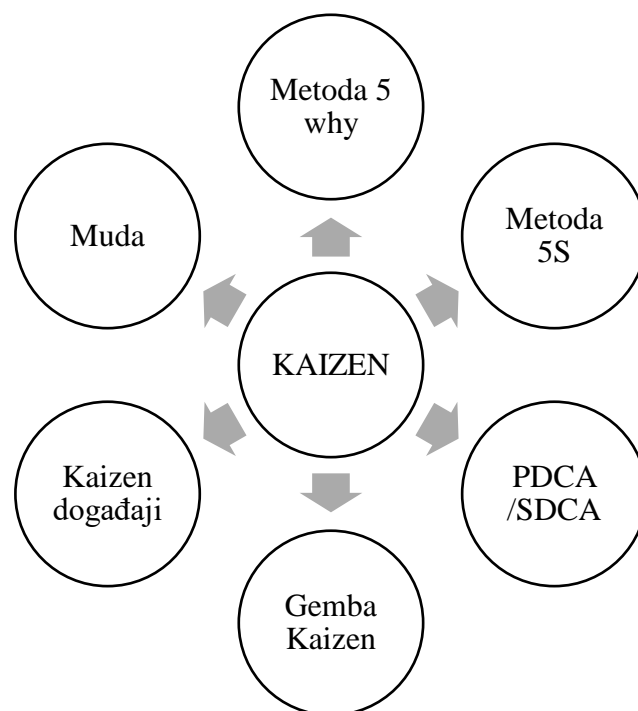 Metoda 5
why
Muda
Metoda
5S
KAIZEN
Kaizen
događaji
PDCA
/SDCA
Gemba
Kaizen